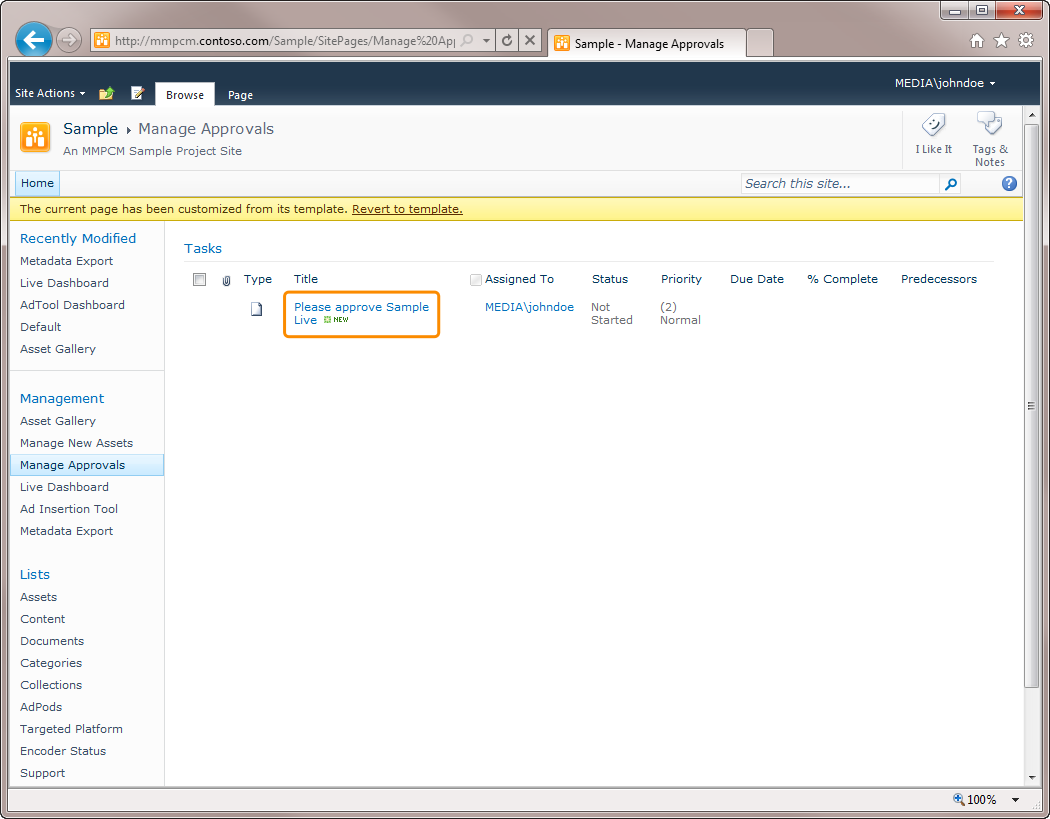 http://mmpcm.contoso.com/Sample/SitePages/Manage%20App
Sample - Manage Approvals
Site Actions
Browse
Page
MEDIA\johndoe
Sample
Manage Approvals
An MMPCM Sample Project Site
I Like It
Tags &
Notes
Home
Search this site...
The current page has been customized from its template. Revert to template.
Recently Modified
Metadata Export
Live Dashboard
AdTool Dashboard
Default
Asset Gallery
Management
Asset Gallery
Manage New Assets
Manage Approvals
Live Dashboard
Ad Insertion Tool
Metadata Export
Lists
Assets
Content
Documents
Categories
Collections
AdPods
Targeted Platform
Encoder Status
Support
Tasks
Type Title Assigned To Status Priority Due Date % Complete Predecessors
Please approve Sample
Live NEW
MEDIA\johndoe
Not
Started
(2)
Normal
100%